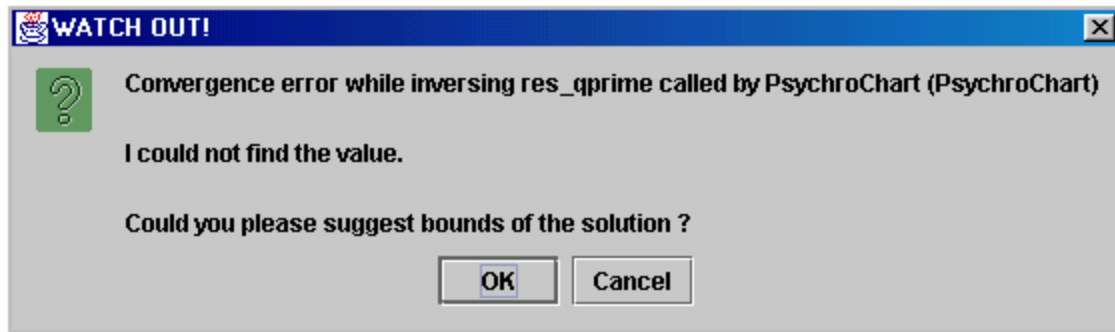 WATCH OUT!
Convergence error while inversing res_qprime called by PsychroChart (PsychroChart)
I could not find the value.
Could you please suggest bounds of the solution ?
OK Cancel